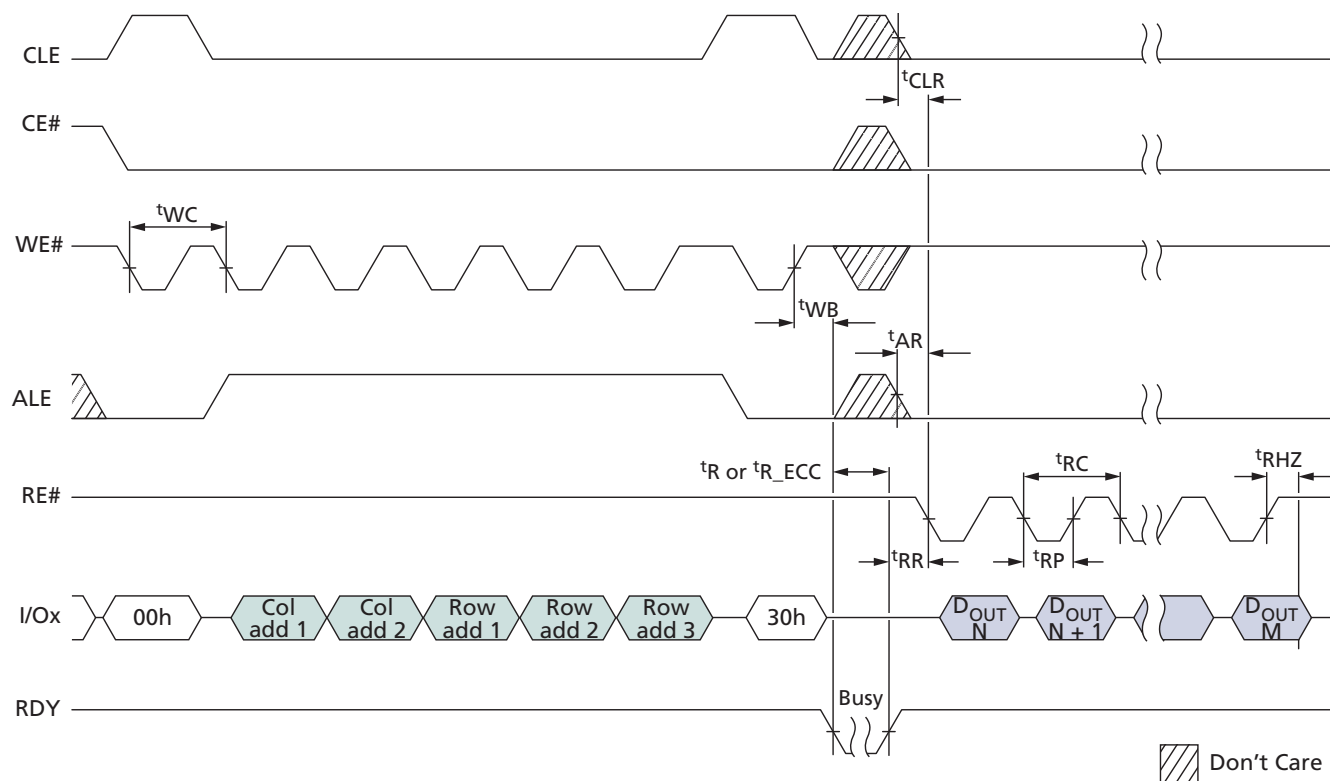 CLE
tCLR
CE#
tWC
WE#
tWB
tAR
ALE
tR or tR_ECC
tRC
tRHZ
RE#
tRR
tRP
I/Ox
00h
Col
add 1
Col
add 2
Row
add 1
Row
add 2
Row
add 3
30h
DOUT
N
DOUT
N + 1
DOUT
M
RDY
Busy
Don't Care